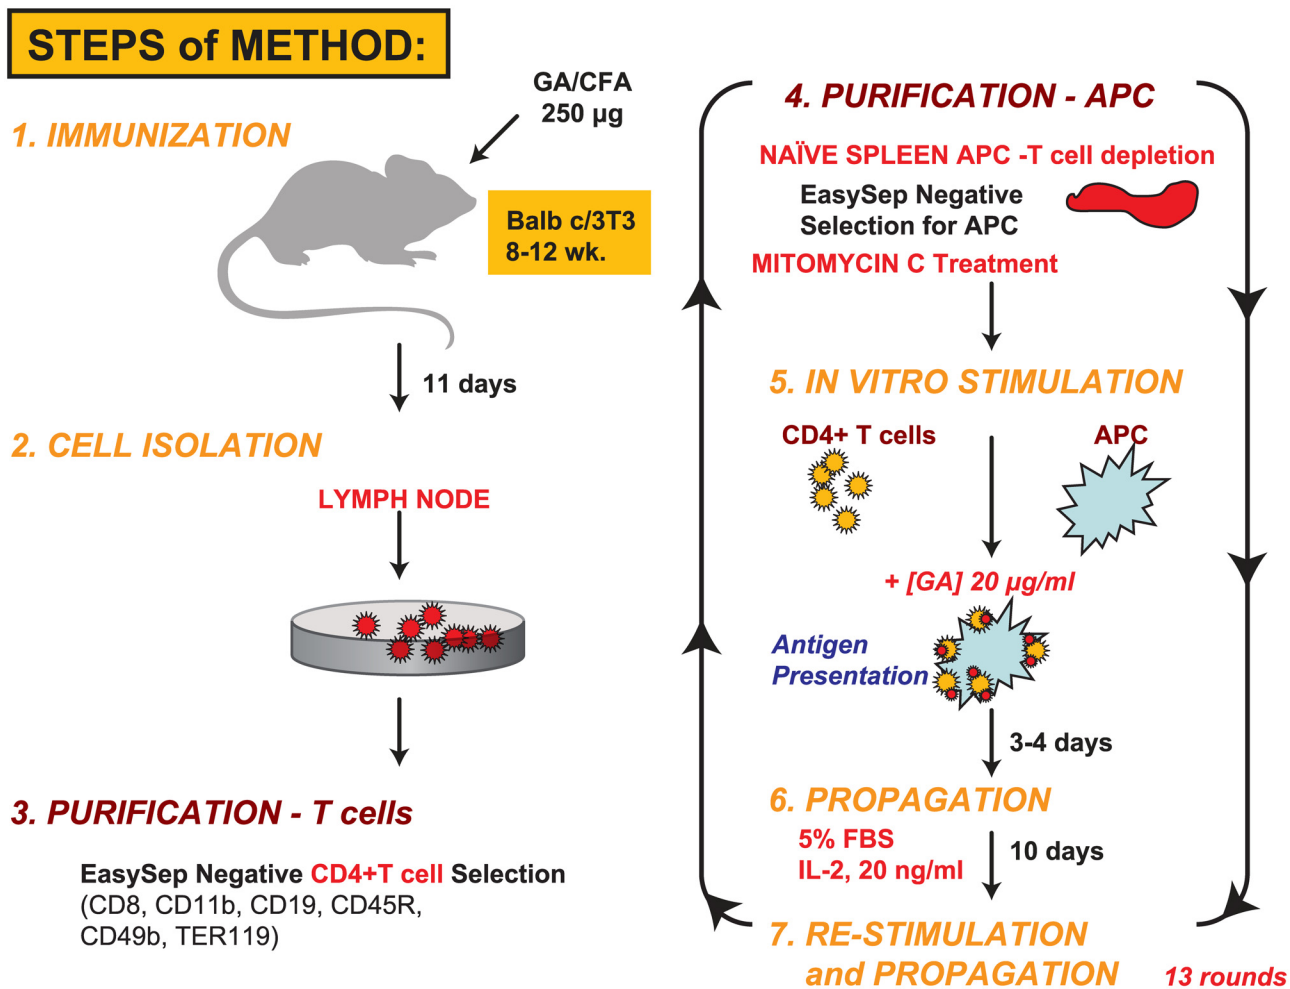 STEPS of METHOD:
1. IMMUNIZATION
GA/CFA
250 µg
Balb c/3T3
8-12 wk.
11 days
2. CELL ISOLATION
LYMPH NODE
3. PURIFICATION - T cells
EasySep Negative CD4+T cell Selection
(CD8, CD11b, CD19, CD45R,
CD49b, TER119)
4. PURIFICATION - APC
NAÏVE SPLEEN APC -T cell depletion
EasySep Negative
Selection for APC
MITOMYCIN C Treatment
5. IN VITRO STIMULATION
CD4+ T cells
APC
+ [GA] 20 µg/ml
Antigen
Presentation
3-4 days
6. PROPAGATION
5% FBS
IL-2, 20 ng/ml
10 days
7. RE-STIMULATION
and PROPAGATION
13 rounds